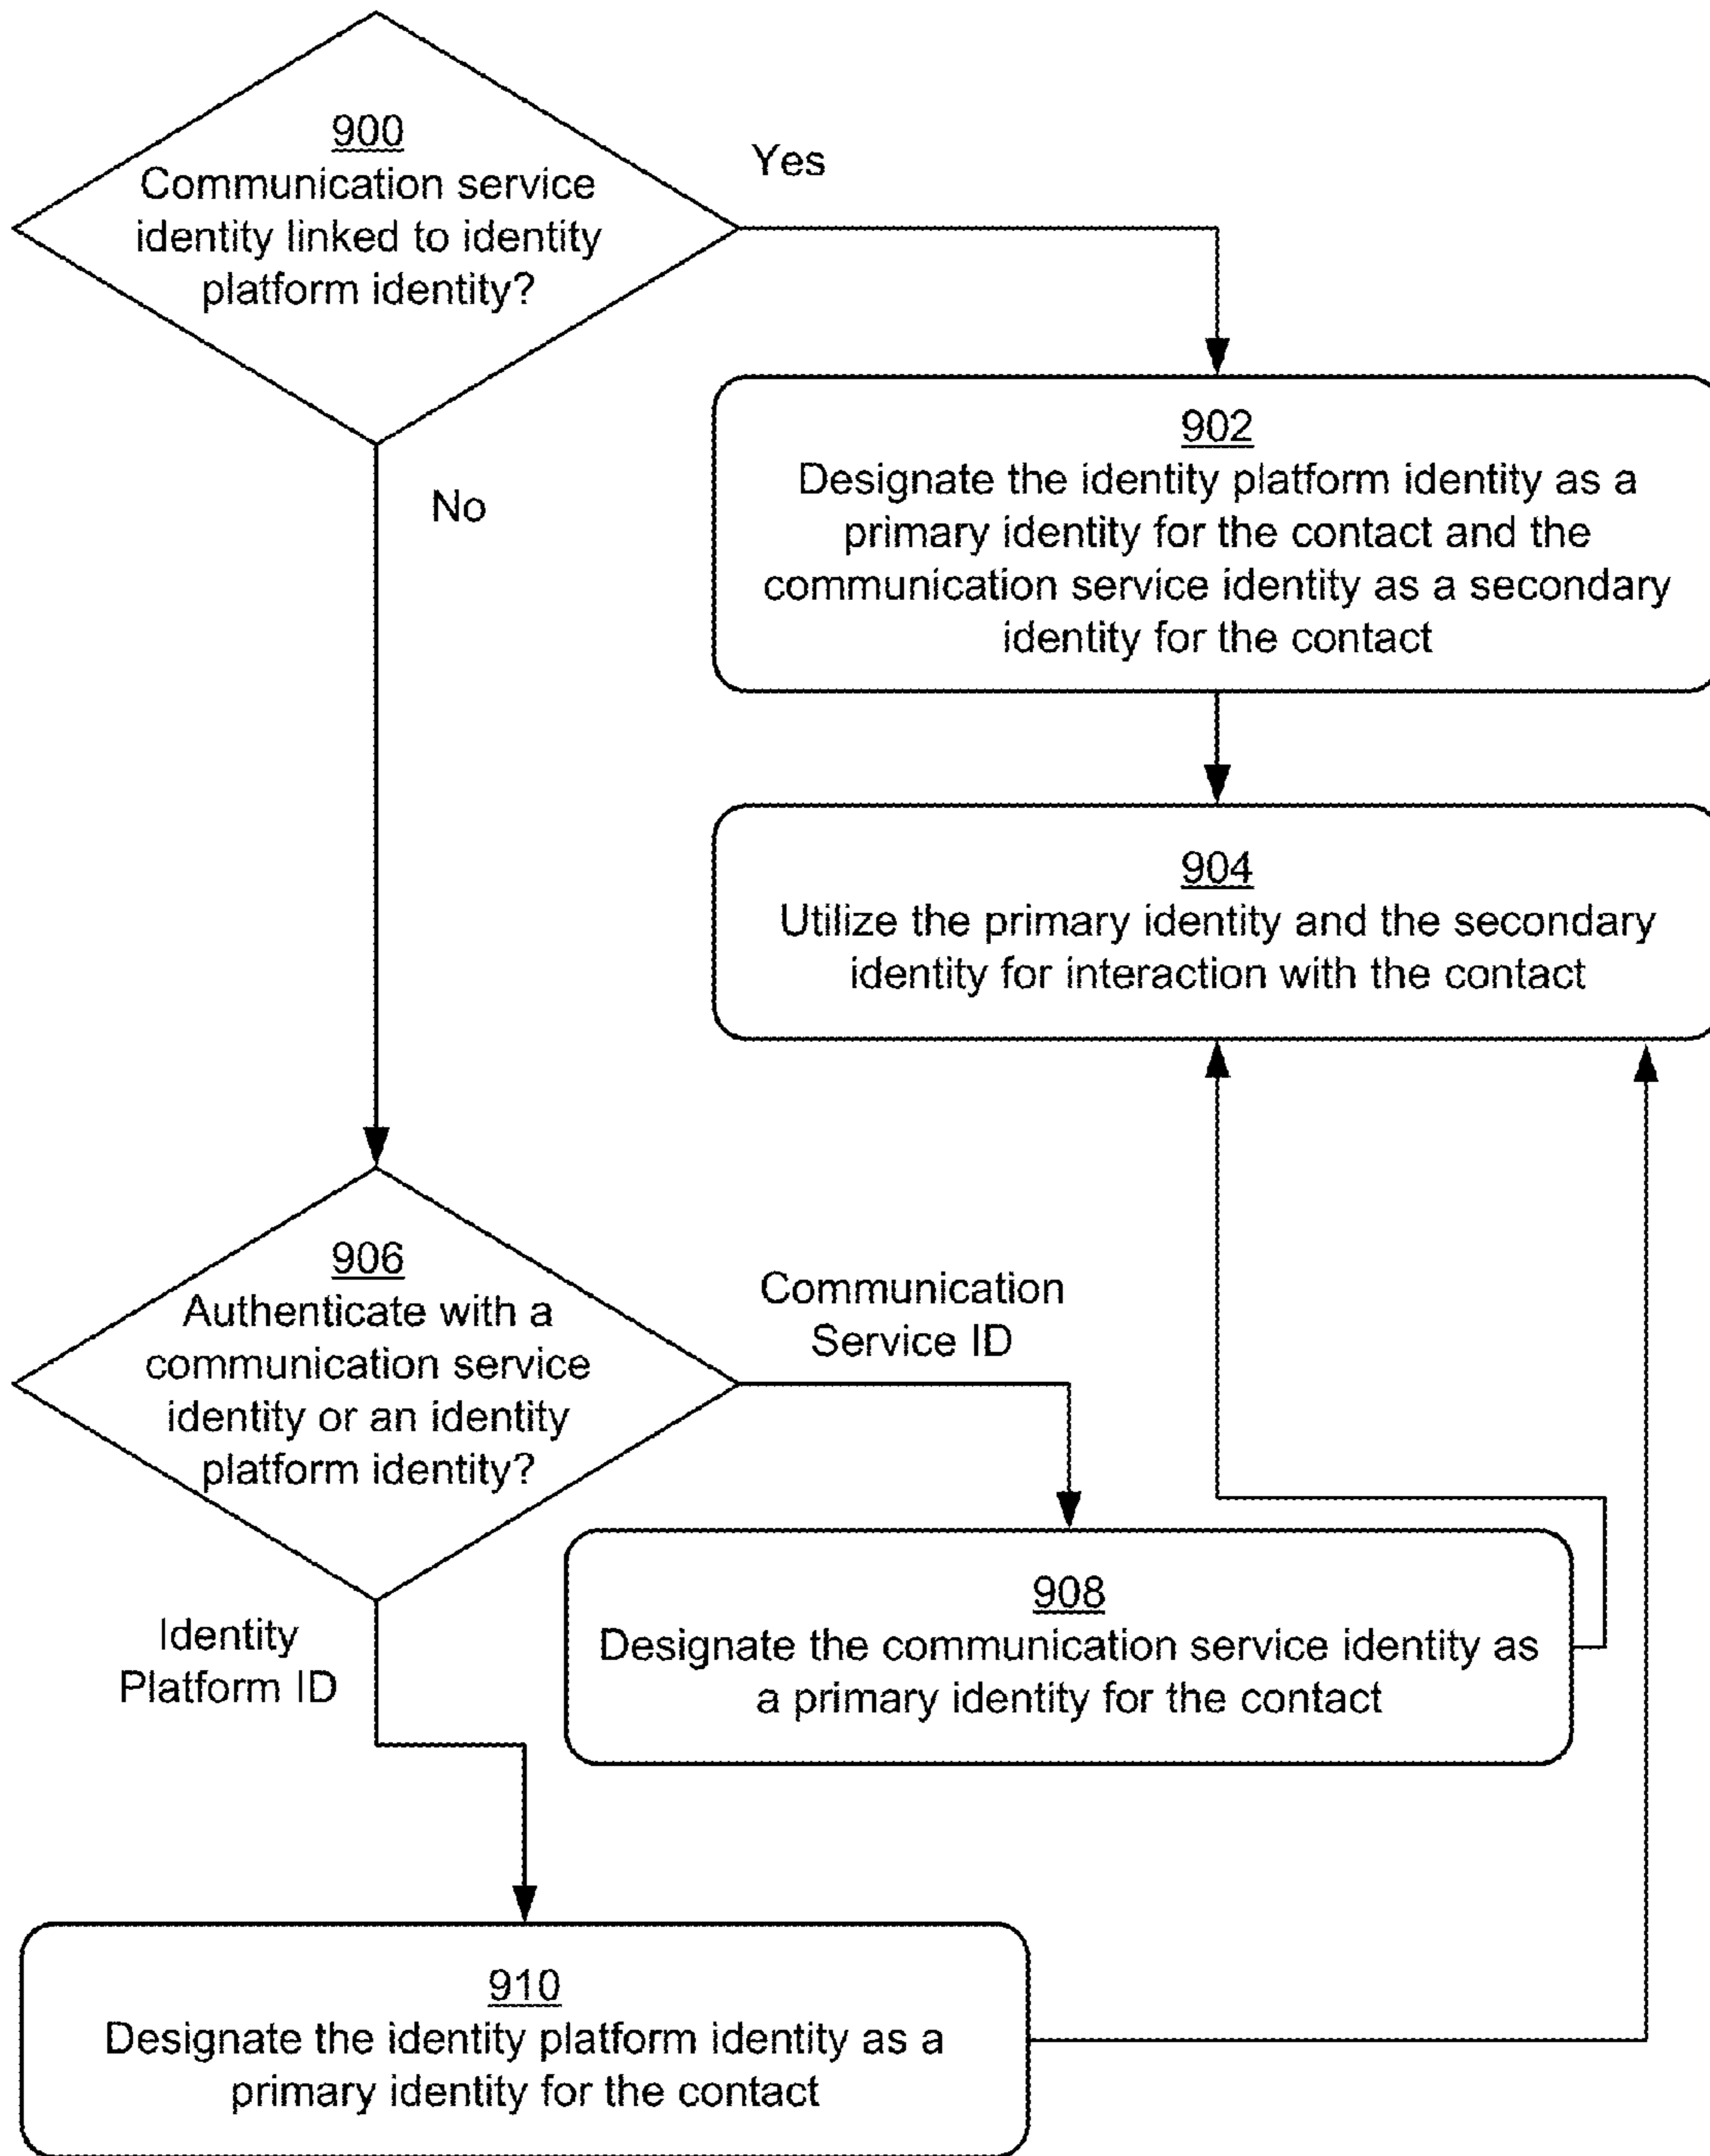 900
Communication service
identity linked to identity
platform identity?
Yes
No
902
Designate the identity platform identity as a
primary identity for the contact and the
communication service identity as a secondary
identity for the contact
904
Utilize the primary identity and the secondary
identity for interaction with the contact
906
Authenticate with a
communication service
identity or an identity
platform identity?
Communication
Service ID
Identity
Platform ID
908
Designate the communication service identity as
a primary identity for the contact
910
Designate the identity platform identity as a
primary identity for the contact